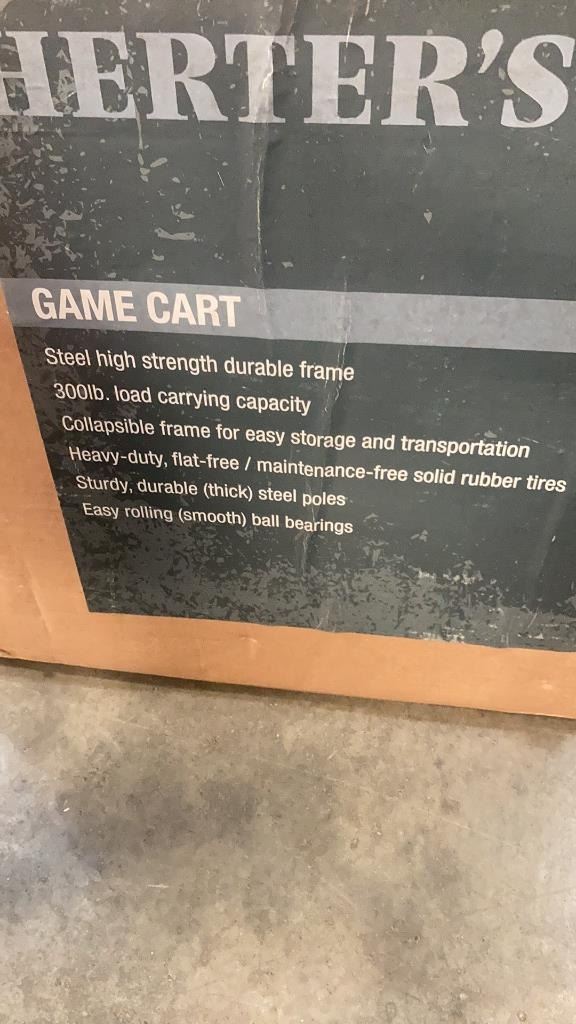 HERTER'S
GAME CART
Steel high strength durable frame
300lb. load carrying capacity
Collapsible frame for easy storage and transportation
Heavy-duty, flat-free / maintenance-free solid rubber tires
Sturdy, durable (thick) steel poles
Easy rolling (smooth) ball bearings